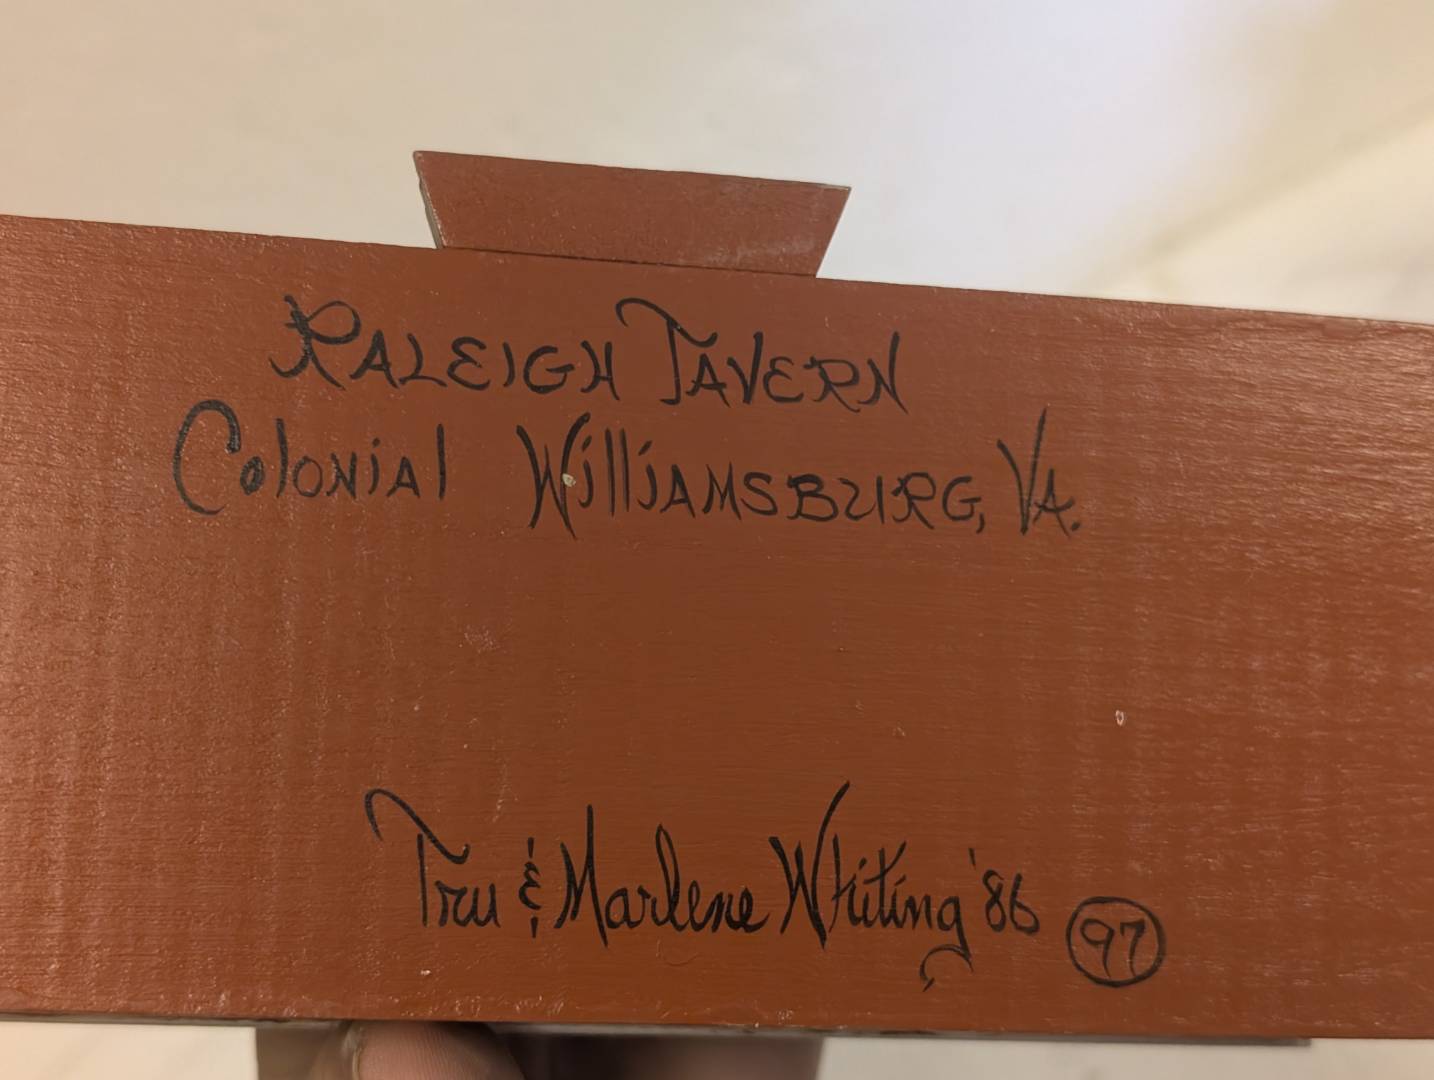 RALEIGH TAVERN
Colonial WilliAMSBURG, VA.
Tru & Marlene Whiting '86 97